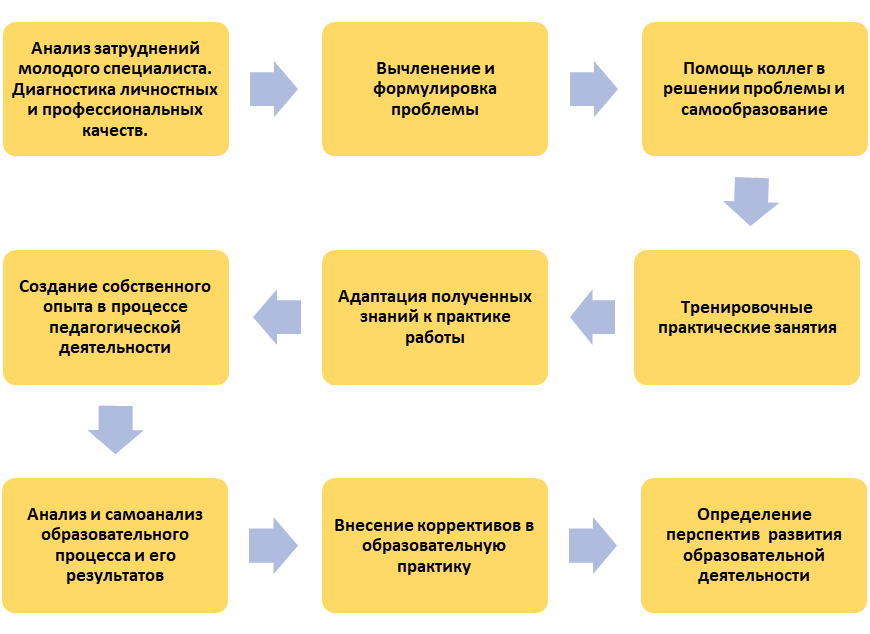 Анализ затруднений
молодого специалиста.
Диагностика личностных
и профессиональных
качеств.
Вычленение и
формулировка
проблемы
Помощь коллег в
решении проблемы и
самообразование
Тренировочные
практические занятия
Адаптация полученных
знаний к практике
работы
Создание собственного
опыта в процессе
педагогической
деятельности
Анализ и самоанализ
образовательного
процесса и его
результатов
Внесение коррективов в
образовательную
практику
Определение
перспектив развития
образовательной
деятельности